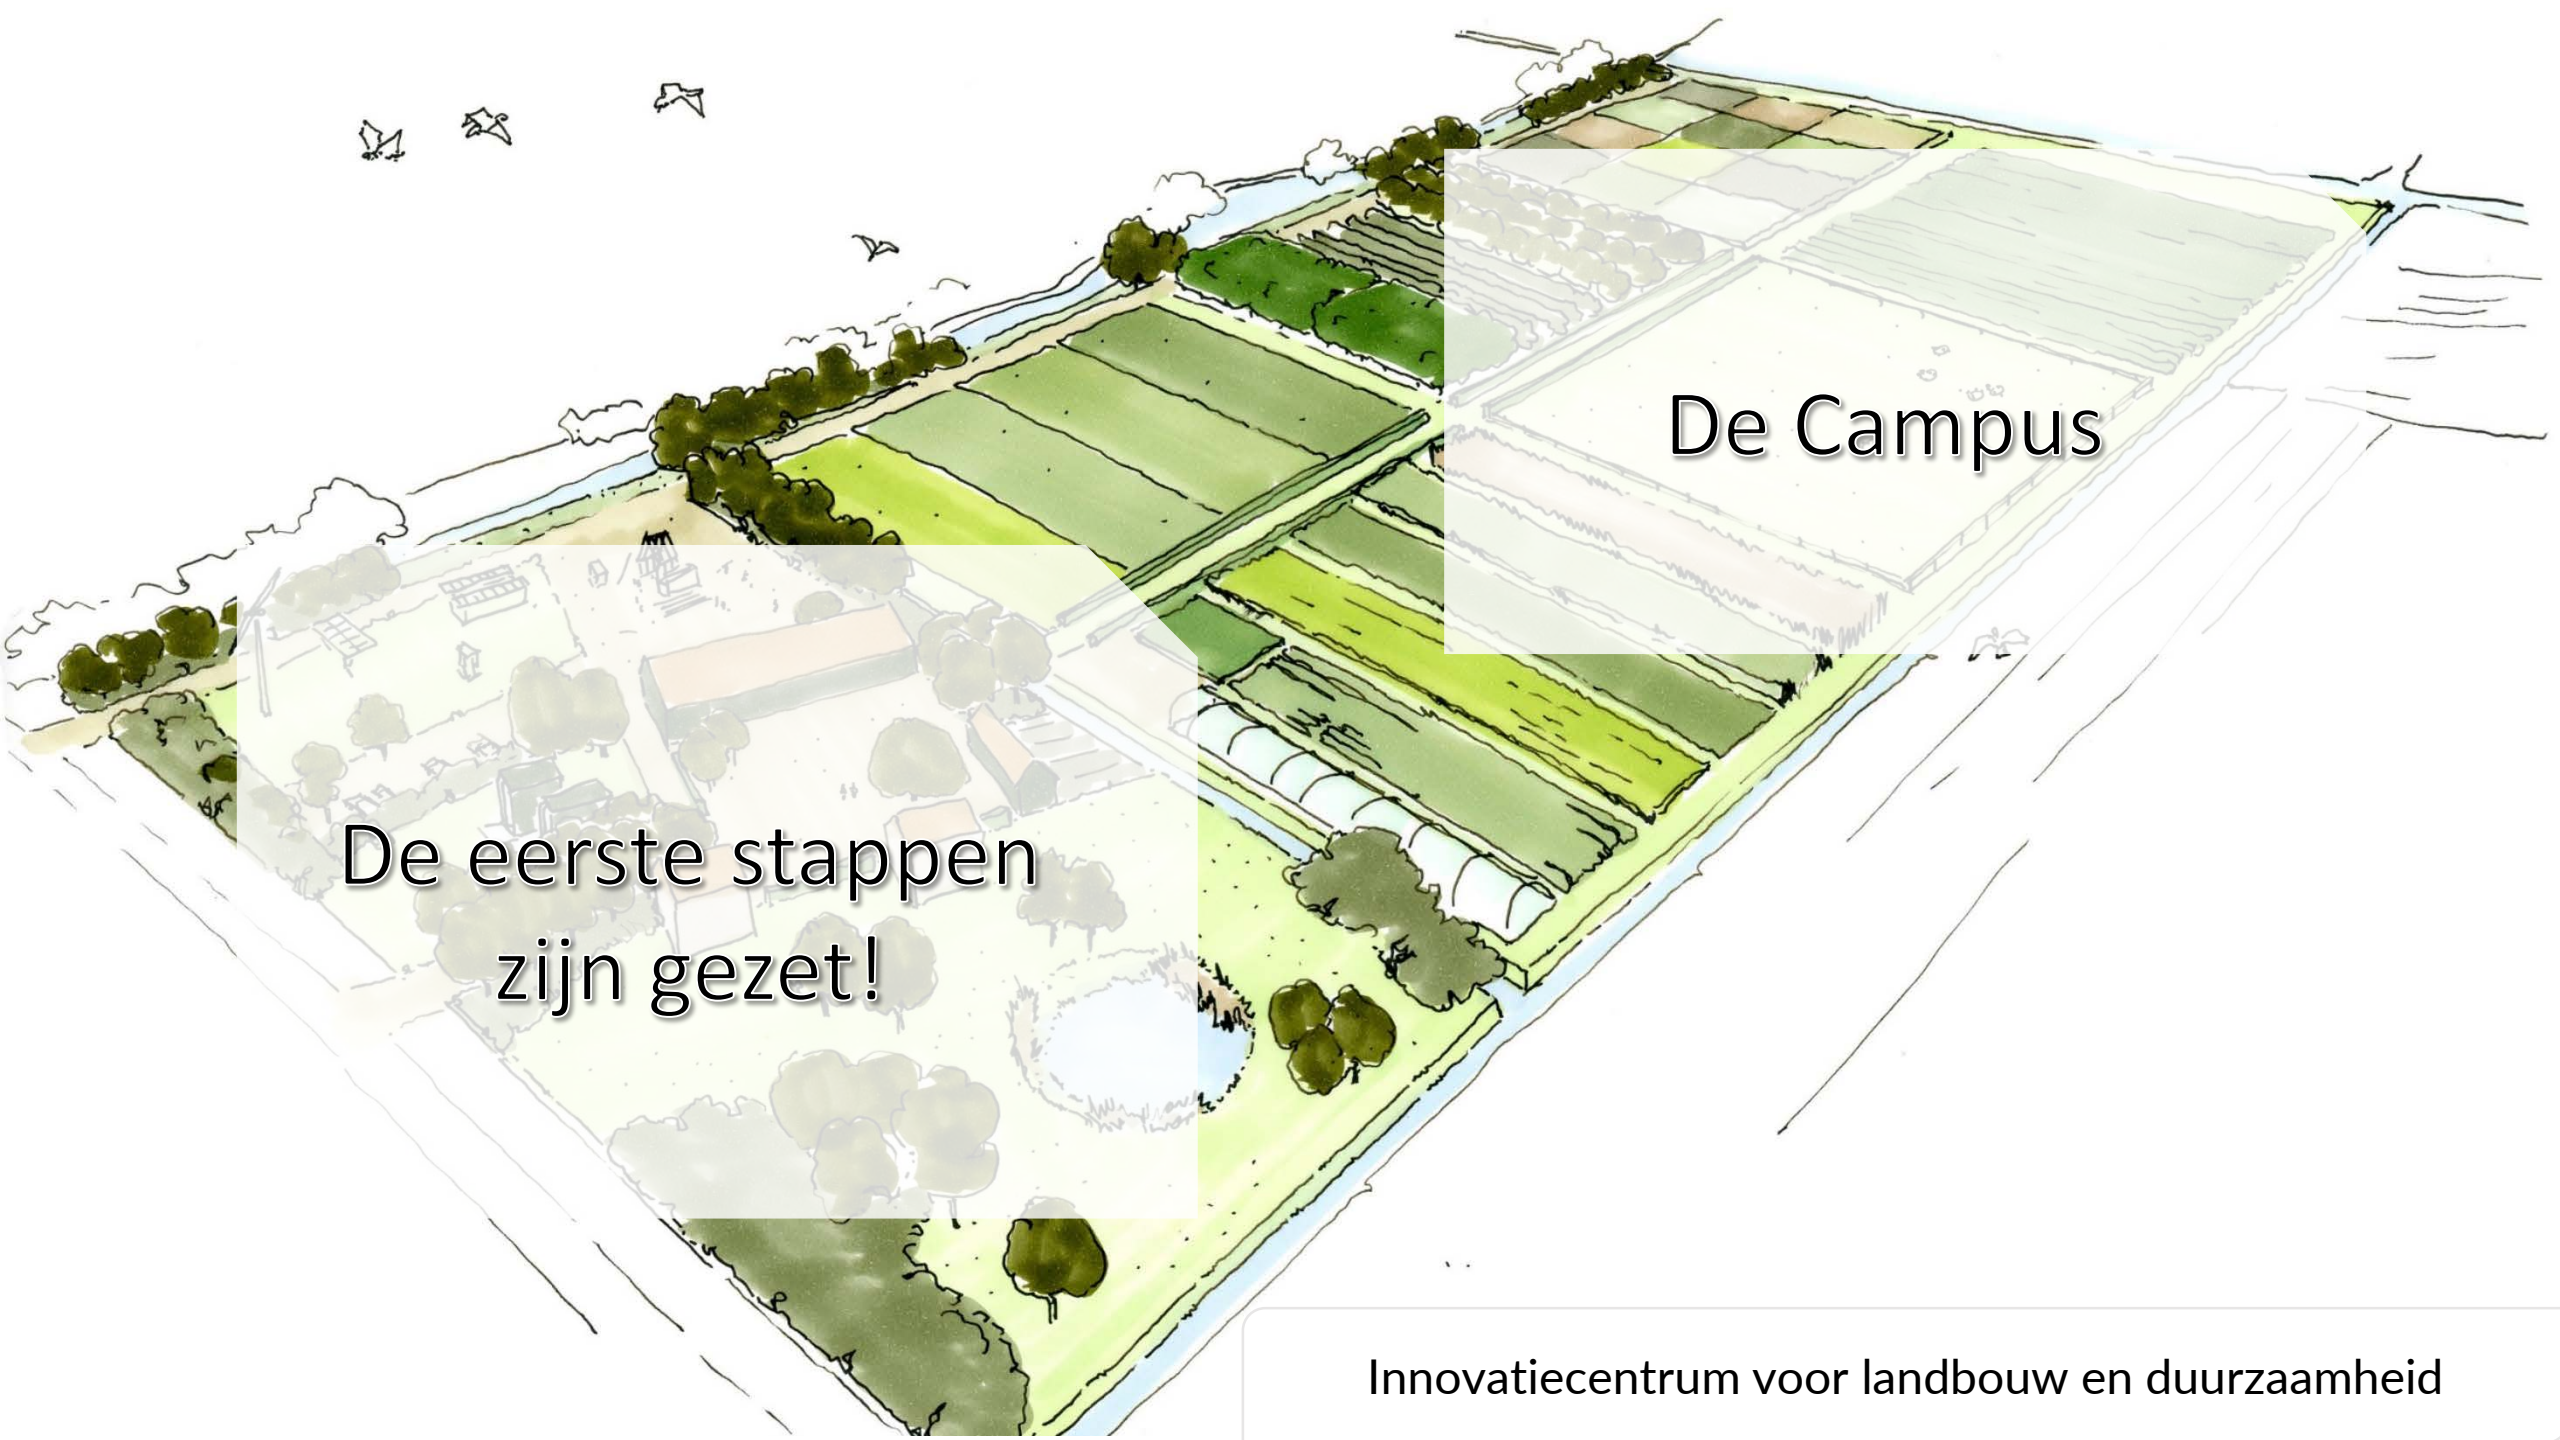 De Campus
De eerste stappen
zijn gezet!
Innovatiecentrum voor landbouw en duurzaamheid